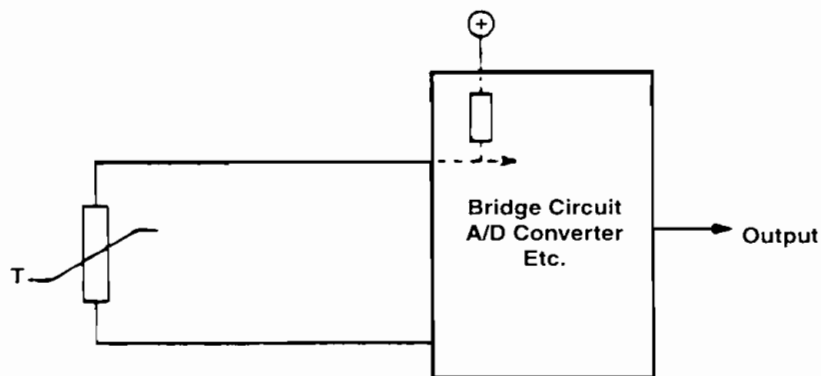 +
Bridge Circuit
A/D Converter
Etc.
Output
T